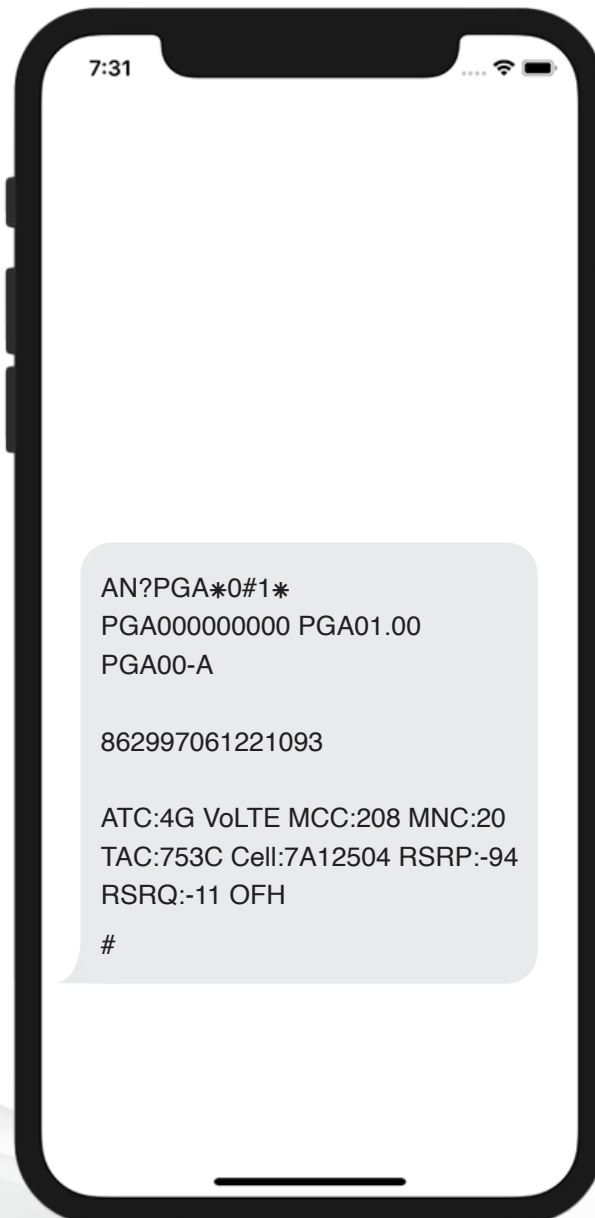 7:31
AN?PGA*0#1*
PGA000000000 PGA01.00
PGA00-A
862997061221093
ATC:4G VoLTE MCC:208 MNC:20
TAC:753C Cell:7A12504 RSRP:-94
RSRQ:-11 OFH
#